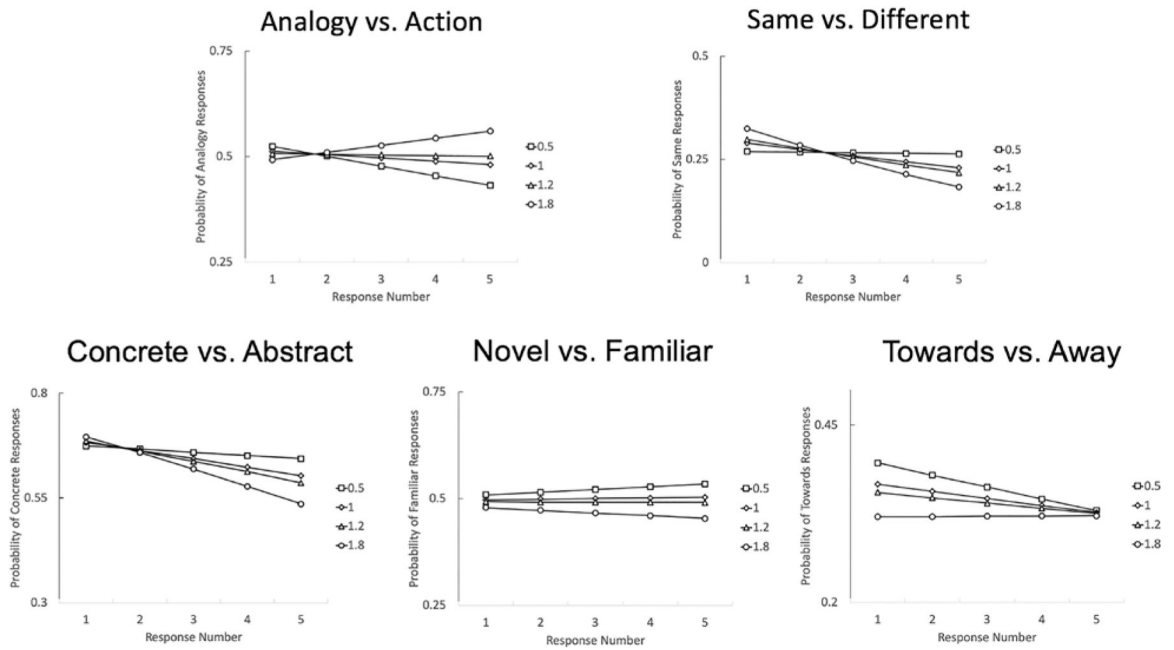 Analogy vs. Action
Probablity of Analogy Responses
0.75
0.5
0.25
1 2 3 4 5
Response Number
0.5
1
1.2
1.8
Same vs. Different
Probability of Same Responses
0.5
0.25
0
1 2 3 4 5
Response Number
0.5
1
1.2
1.8
Concrete vs. Abstract
Probability of Concrete Responses
0.8
0.55
0.3
1 2 3 4 5
Response Number
0.5
1
1.2
1.8
Novel vs. Familiar
Probability of Familiar Responses
0.75
0.5
0.25
1 2 3 4 5
Response Number
0.5
1
1.2
1.8
Towards vs. Away
Probability of Towards Responses
0.45
0.2
1 2 3 4 5
Response Number
0.5
1
1.2
1.8